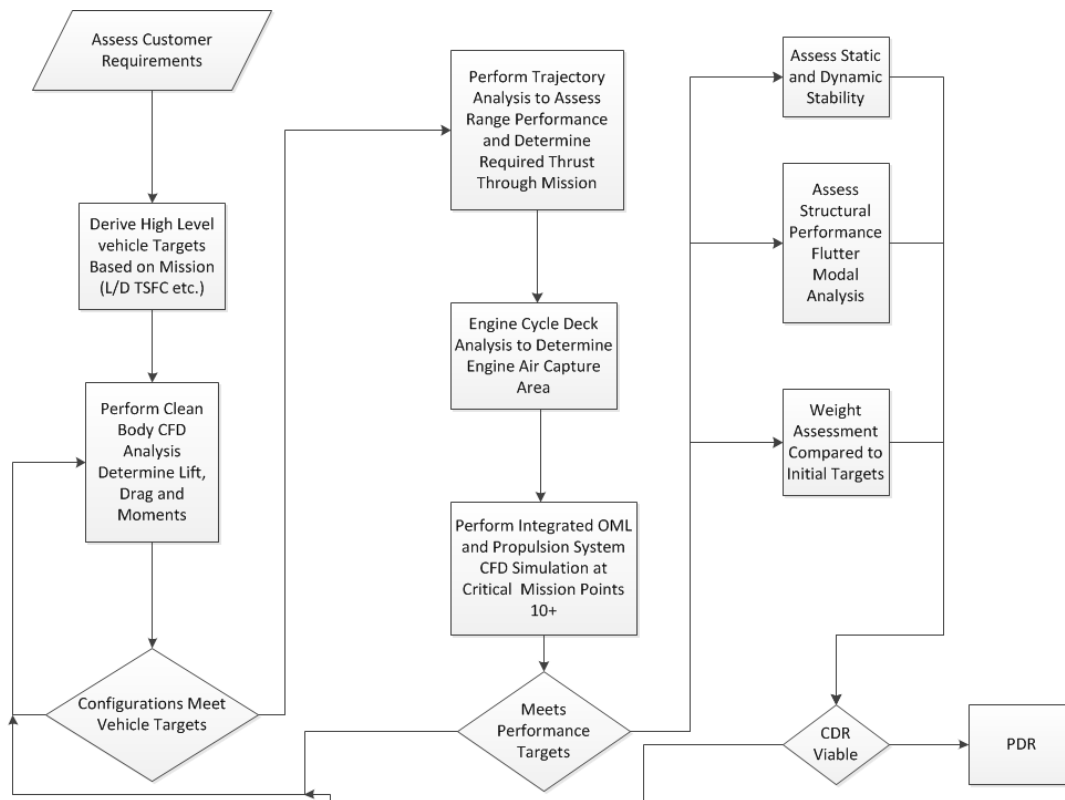 Assess Customer
Requirements
Derive High Level
vehicle Targets
Based on Mission
(L/D TSFC etc.)
Perform Clean
Body CFD
Analysis
Determine Lift,
Drag and
Moments
Configurations Meet
Vehicle Targets
Perform Trajectory
Analysis to Assess
Range Performance
and Determine
Required Thrust
Through Mission
Engine Cycle Deck
Analysis to Determine
Engine Air Capture
Area
Perform Integrated OML
and Propulsion System
CFD Simulation at
Critical Mission Points
10+
Meets
Performance
Targets
Assess Static
and Dynamic
Stability
Assess
Structural
Performance
Flutter
Modal
Analysis
Weight
Assessment
Compared to
Initial Targets
CDR
Viable
PDR